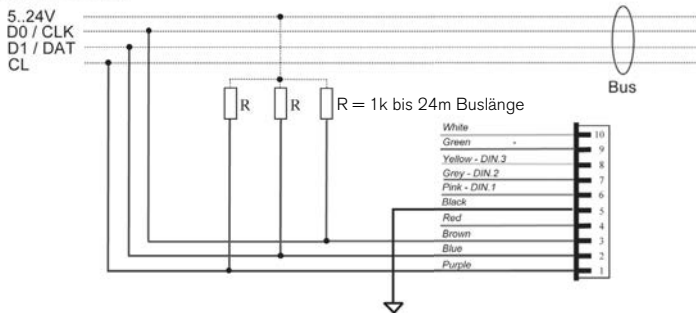 5..24V
D0 / CLK
D1 / DAT
CL
Bus
R
R
R = 1k bis 24m Buslänge
White
10
Green
9
Yellow - DIN.3
8
Grey - DIN.2
7
Pink - DIN.1
6
Black
5
Red
4
Brown
3
Blue
2
Purple
1